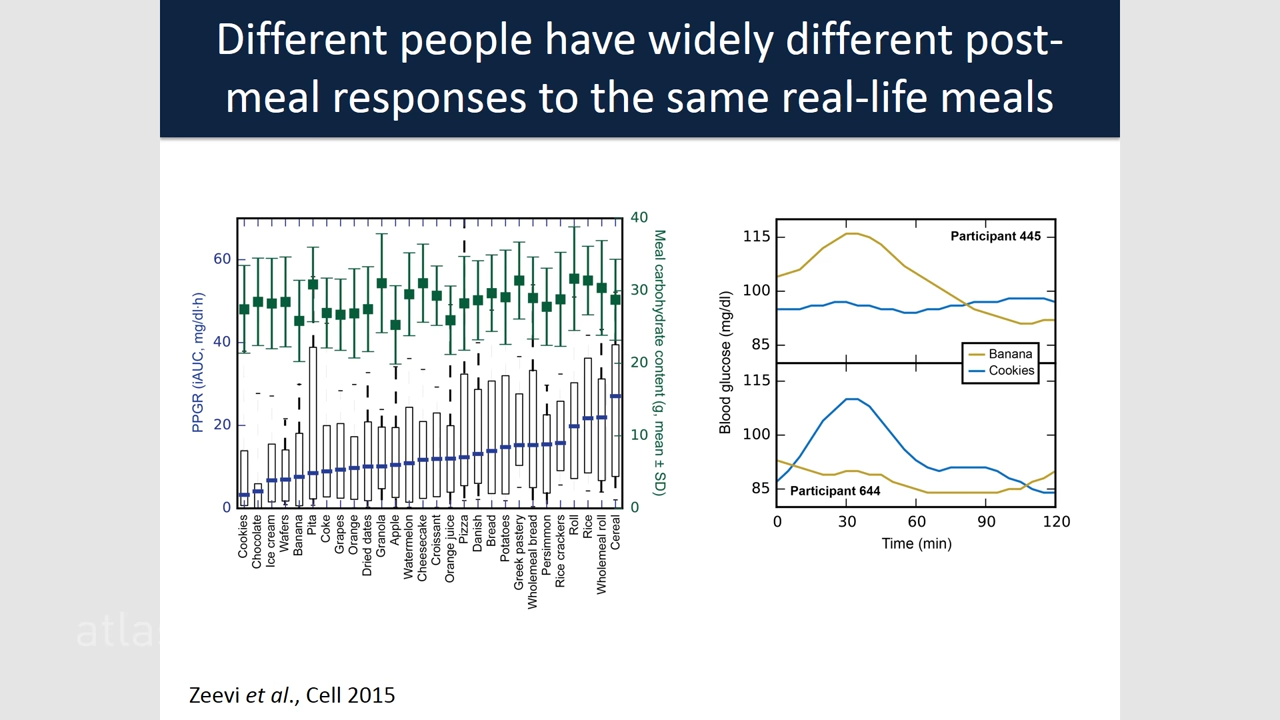 Different people have widely different post-
meal responses to the same real-life meals
PPGR (iAUC, mg/dl·h)
60
40
20
0
40
30
20
10
0
Meal carbohydrate content (g, mean ± SD)
Cookies
Chocolate
Ice cream
Wafers
Banana
Pita
Coke
Grapes
Orange
Dried dates
Granola
Apple
Watermelon
Cheesecake
Croissant
Orange juice
Pizza
Danish
Bread
Potatoes
Greek pastery
Wholemeal bread
Persimmon
Rice crackers
Roll
Rice
Wholemeal roll
Cereal
Blood glucose (mg/dl)
115
100
85
115
100
85
Participant 445
Banana
Cookies
Participant 644
0 30 60 90 120
Time (min)
atlas
Zeevi et al., Cell 2015